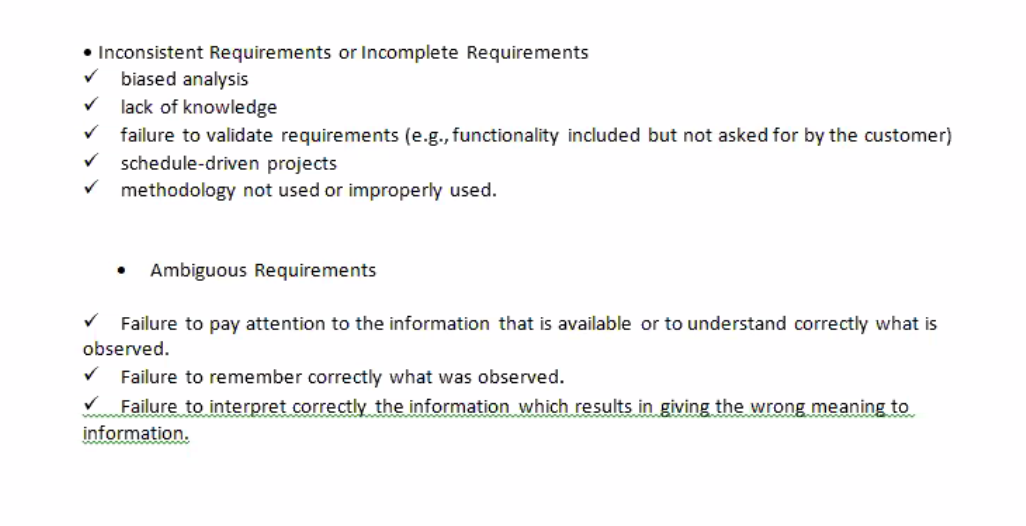 • Inconsistent Requirements or Incomplete Requirements
✓ biased analysis
✓ lack of knowledge
✓ failure to validate requirements (e.g., functionality included but not asked for by the customer)
✓ schedule-driven projects
✓ methodology not used or improperly used.
• Ambiguous Requirements
✓ Failure to pay attention to the information that is available or to understand correctly what is
observed.
✓ Failure to remember correctly what was observed.
✓ Failure to interpret correctly the information which results in giving the wrong meaning to
information.